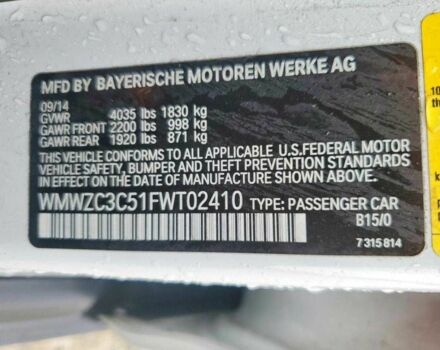 MFD BY BAYERISCHE MOTOREN WERKE AG
09/14
GVWR 4035 lbs 1830 kg
GAWR FRONT 2200 lbs 998 kg
GAWR REAR 1920 lbs 871 kg
THIS VEHICLE CONFORMS TO ALL APPLICABLE U.S.FEDERAL MOTOR
VEHICLE SAFETY, BUMPER AND THEFT PREVENTION STANDARDS
IN EFFECT ON THE DATE OF MANUFACTURE SHOWN ABOVE.
WMWZC3C51FWT02410 TYPE: PASSENGER CAR
B15/0
7 315 814